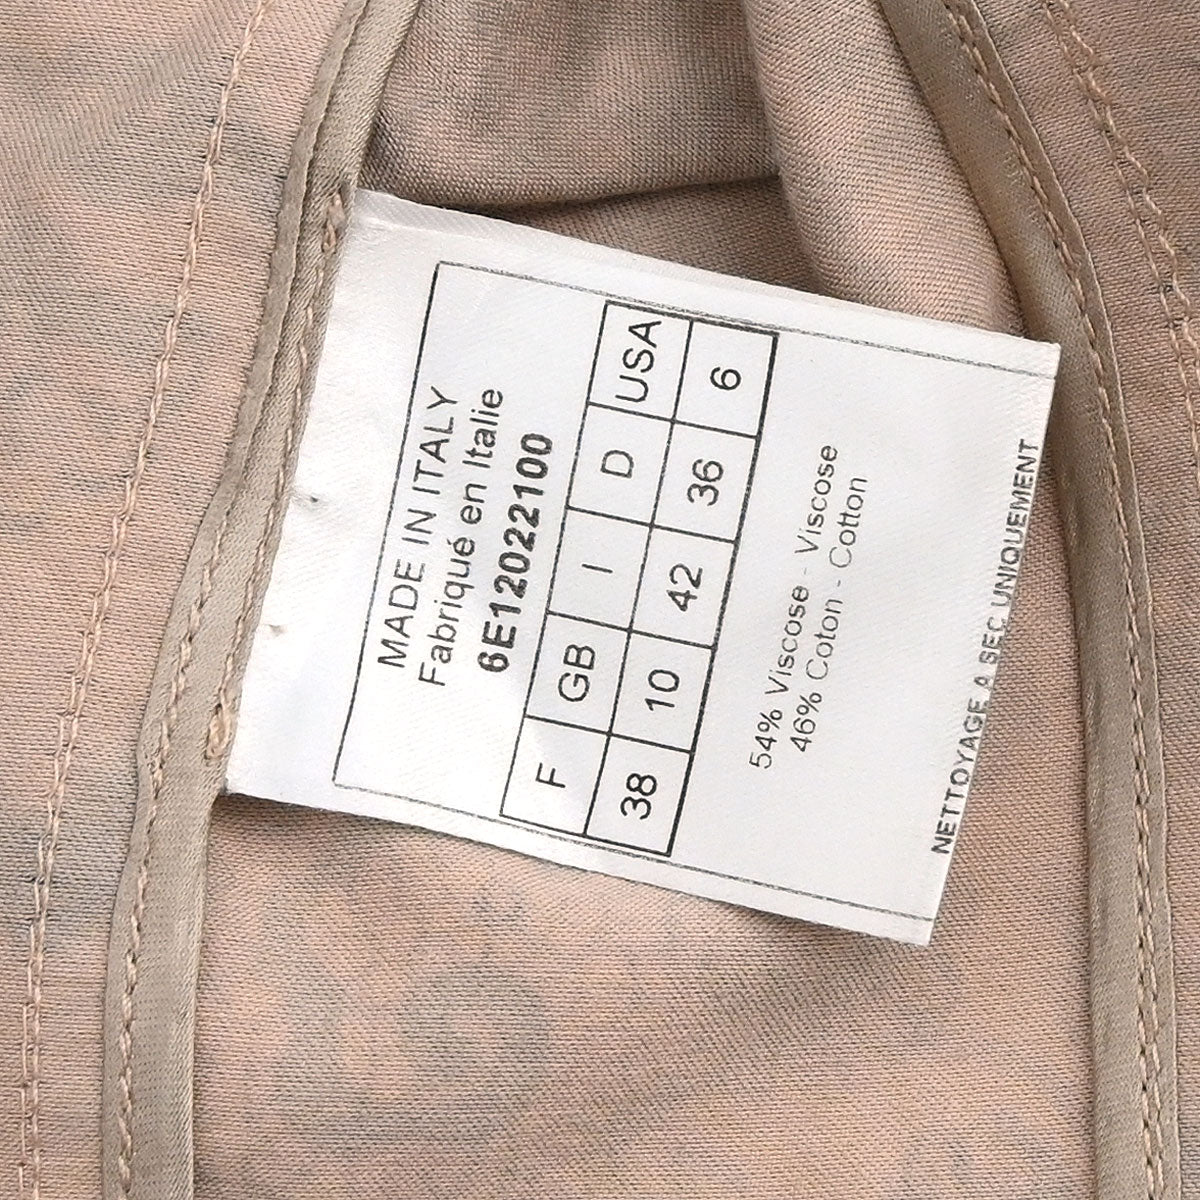 MADE IN ITALY
Fabriqué en Italie
6E12022100
F GB I D USA
38 10 42 36 6
54% Viscose - Viscose
46% Coton - Cotton
NETTOYAGE A SEC UNIQUEMENT